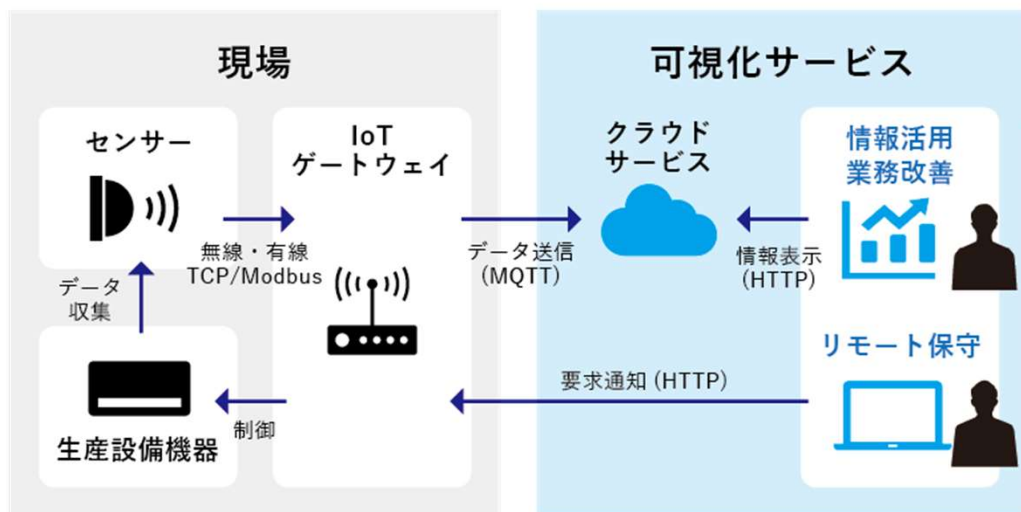 現場
センサー
データ
収集
生産設備機器
無線・有線
TCP/Modbus
IoT
ゲートウェイ
制御
データ送信
(MQTT)
可視化サービス
クラウド
サービス
情報表示
(HTTP)
情報活用
業務改善
要求通知 (HTTP)
リモート保守